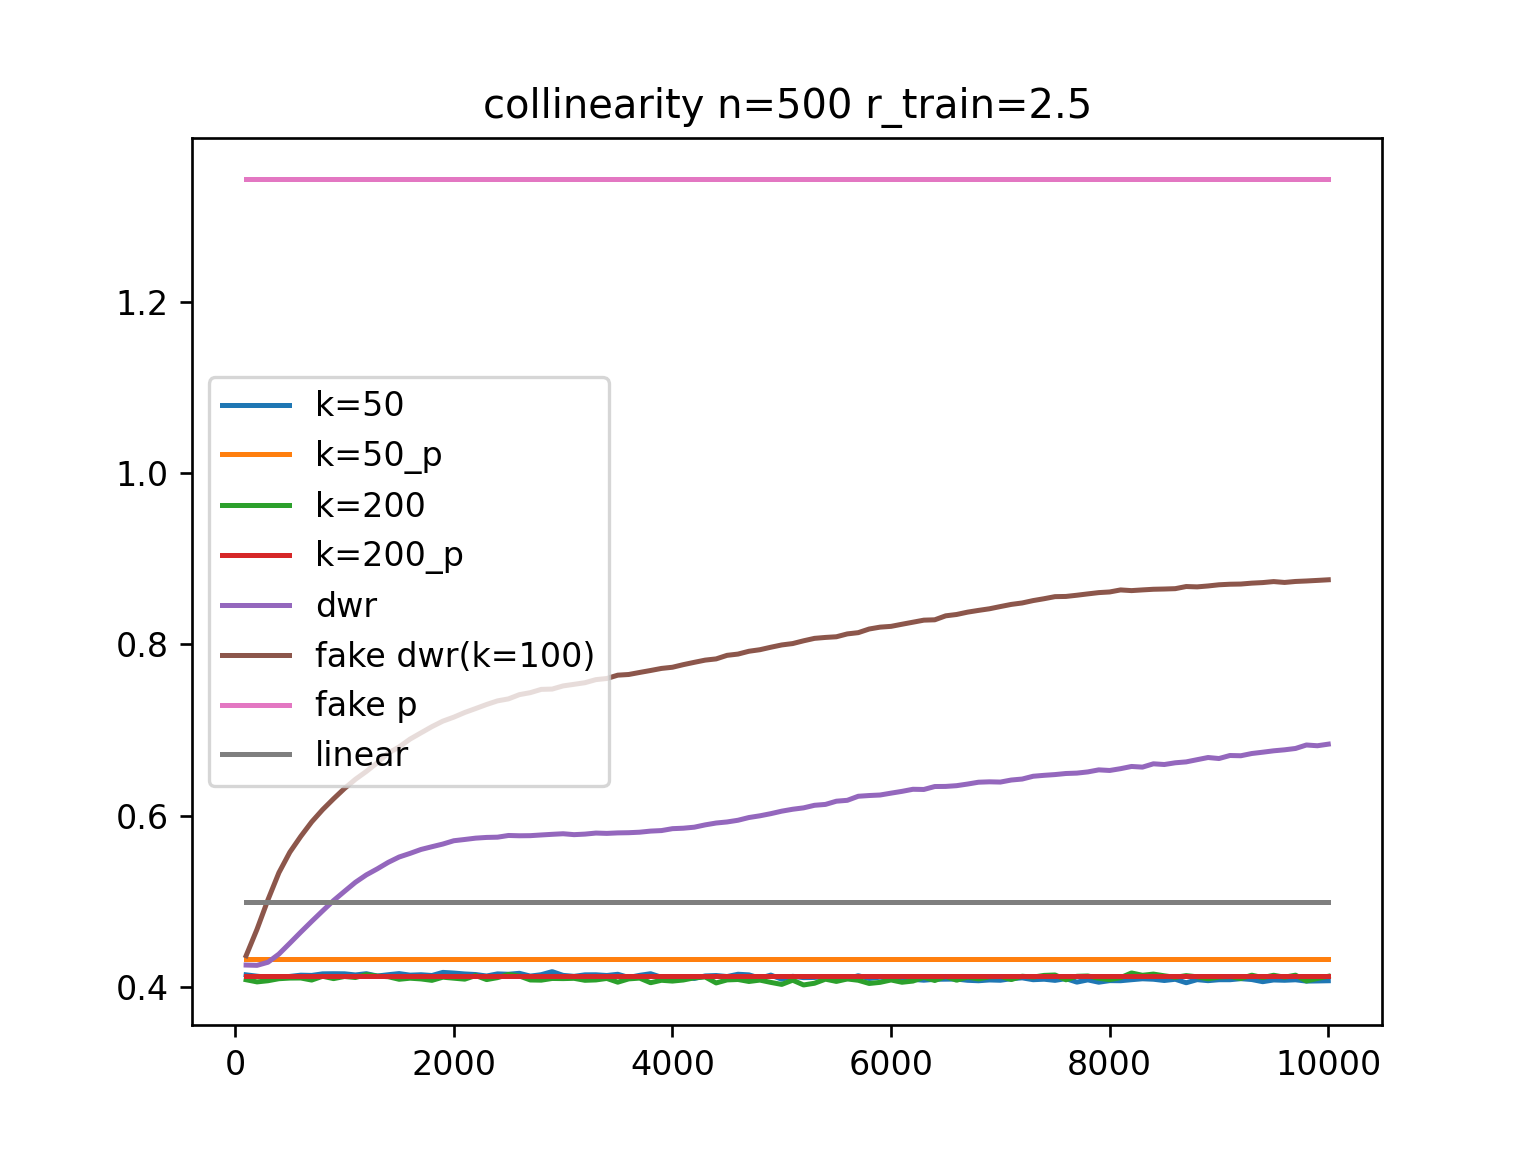 collinearity n=500 r_train=2.5
1.2
1.0
0.8
0.6
0.4
k=50
k=50_p
k=200
k=200_p
dwr
fake dwr(k=100)
fake p
linear
0 2000 4000 6000 8000 10000